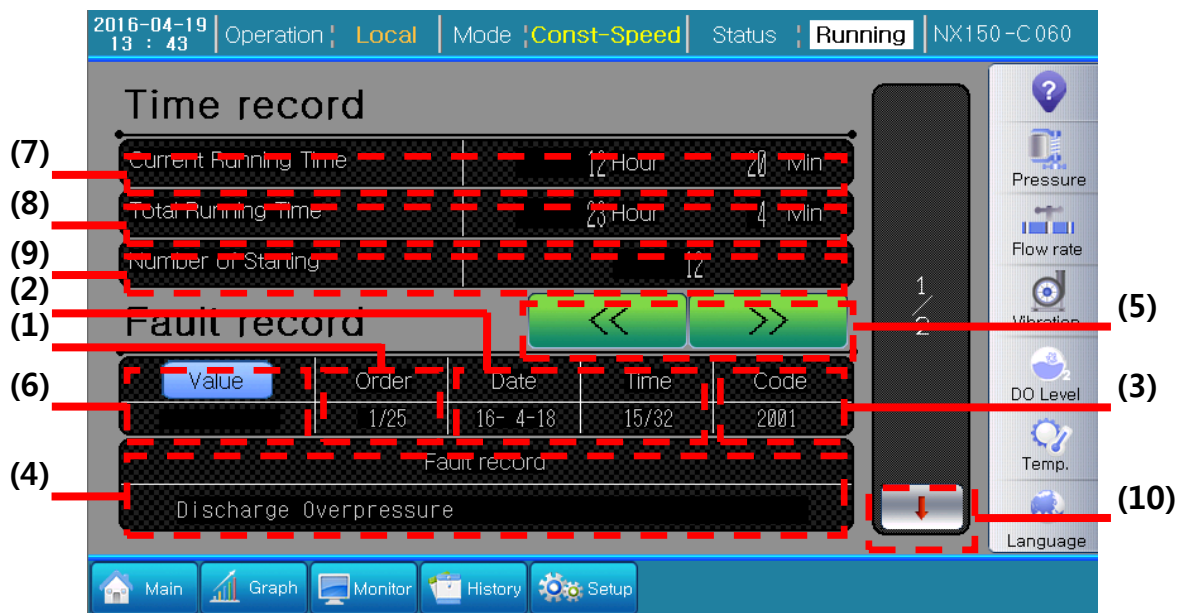 2016-04-19
13 : 43
Operation : Local
Mode : Const-Speed
Status : Running
NX150-C060
Time record
?
(7)
Current Running Time 12 Hour 20 Min
Pressure
(8)
Total Running Time 23 Hour 4 Min
Flow rate
(9)
Number of Starting 12
(2)
Fault record << >>
1/2
Vibration
(5)
(1)
(6)
Value Order Date Time Code
DO Level
(3)
1/25 16- 4-18 15/32 2001
Fault record
Temp.
(4)
Discharge Overpressure
↓
(10)
Language
Main Graph Monitor History Setup